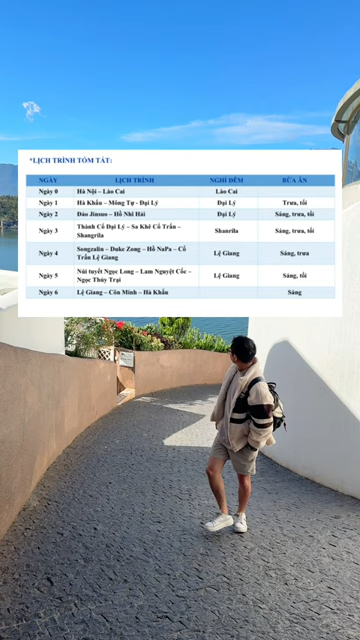 *LỊCH TRÌNH TÓM TẮT:
NGÀY LỊCH TRÌNH NGHỈ ĐÊM BỮA ĂN
Ngày 0 Hà Nội – Lào Cai Lào Cai
Ngày 1 Hà Khẩu – Mông Tự - Đại Lý Đại Lý Trưa, tối
Ngày 2 Đảo Jinsuo – Hồ Nhĩ Hải Đại Lý Sáng, trưa, tối
Ngày 3 Thành Cổ Đại Lý – Sa Khê Cổ Trấn –
Shangrila Shanrila Sáng, trưa, tối
Ngày 4 Songzalin – Duke Zong – Hồ NaPa – Cổ
Trấn Lệ Giang Lệ Giang Sáng, trưa
Ngày 5 Núi tuyết Ngọc Long – Lam Nguyệt Cốc –
Ngọc Thủy Trại Lệ Giang Sáng, tối
Ngày 6 Lệ Giang – Côn Minh – Hà Khẩu Sáng